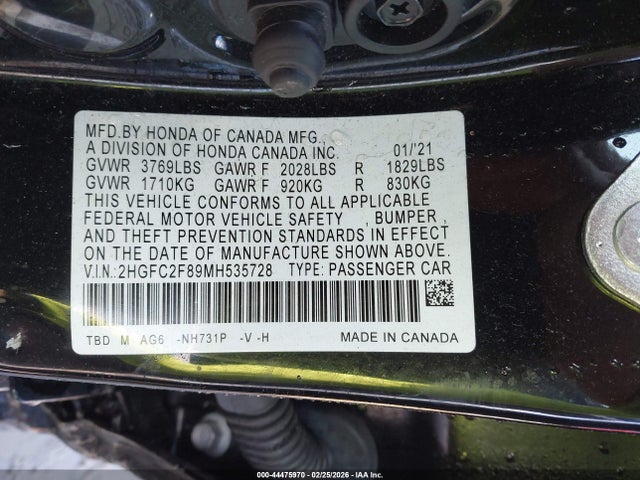 MFD.BY HONDA OF CANADA MFG.,
A DIVISION OF HONDA CANADA INC. 01/'21
GVWR 3769LBS GAWR F 2028LBS R 1829LBS
GVWR 1710KG GAWR F 920KG R 830KG
THIS VEHICLE CONFORMS TO ALL APPLICABLE
FEDERAL MOTOR VEHICLE SAFETY , BUMPER ,
AND THEFT PREVENTION STANDARDS IN EFFECT
ON THE DATE OF MANUFACTURE SHOWN ABOVE.
V.I.N.:2HGFC2F89MH535728 TYPE: PASSENGER CAR
TBD M AG6 -NH731P -V -H MADE IN CANADA
000-44475970 - 02/25/2026 - IAA Inc.